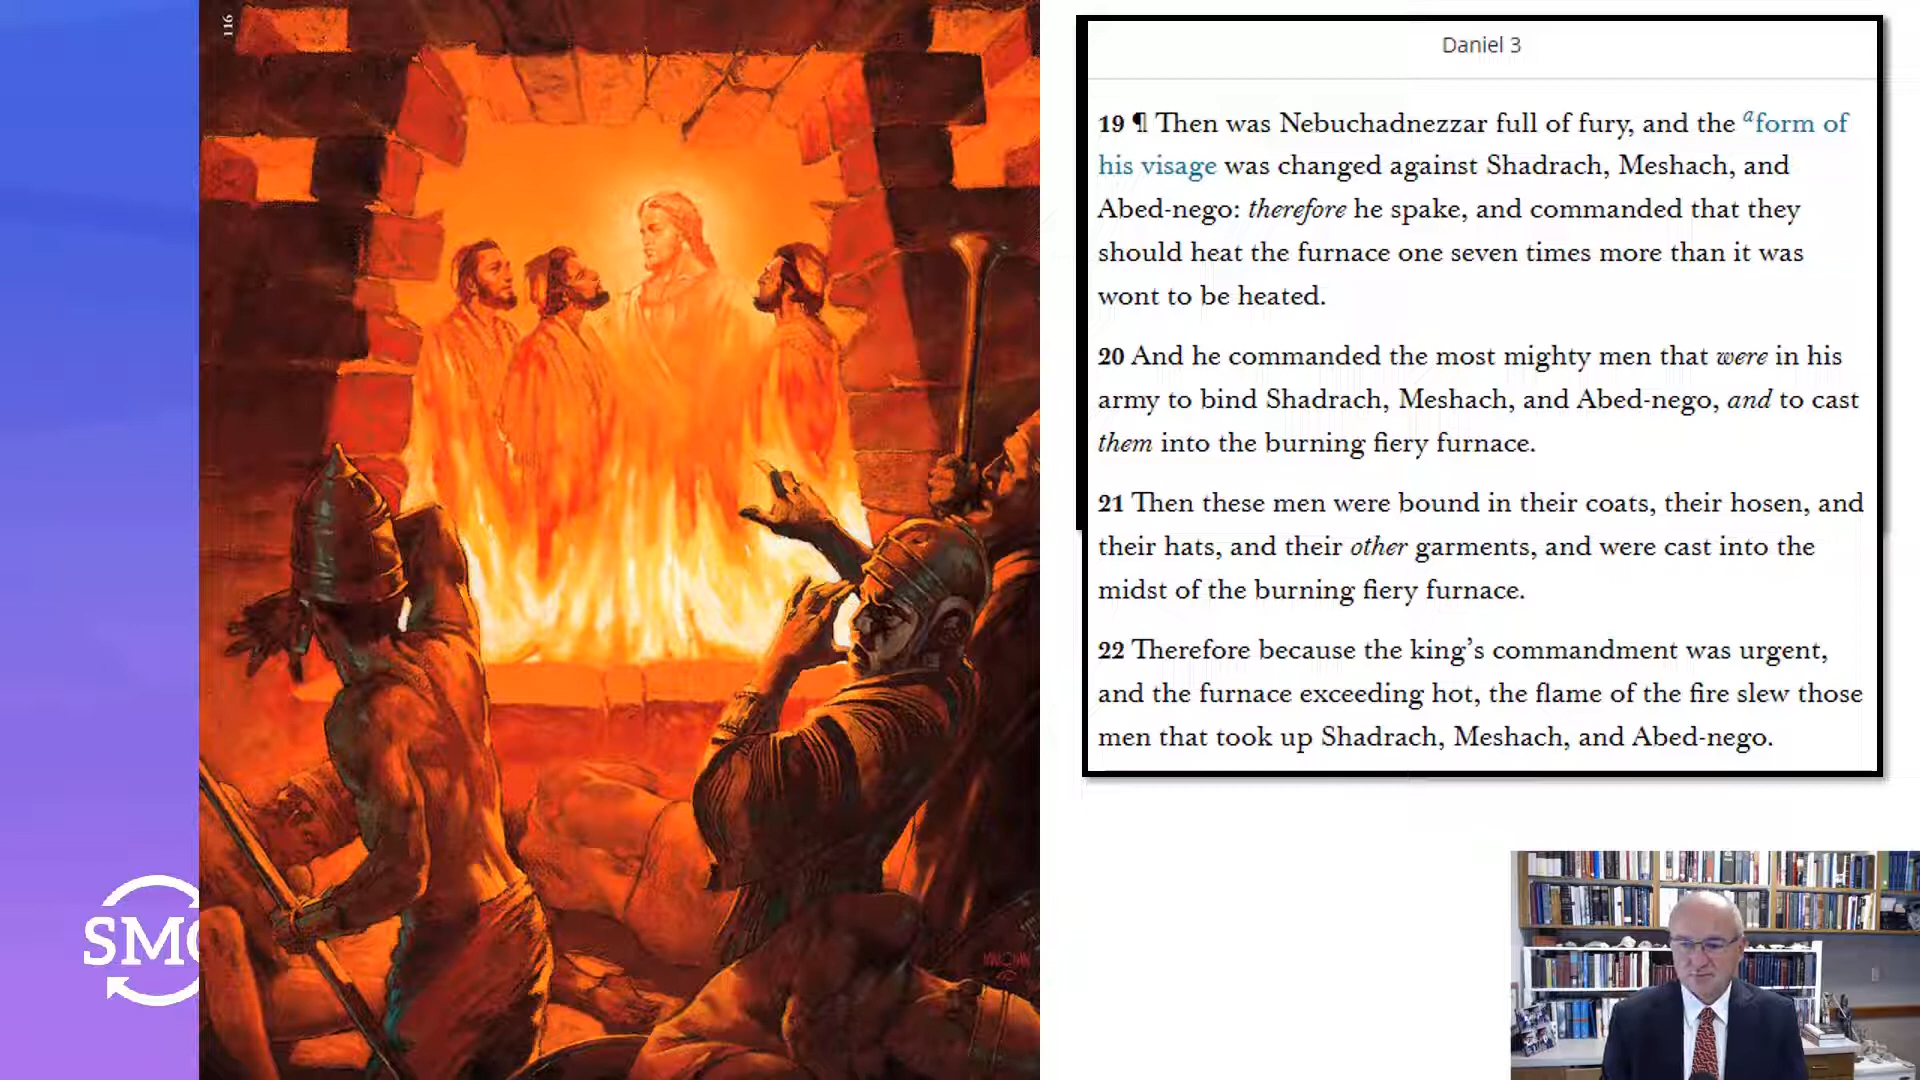 116
Daniel 3
19 ¶ Then was Nebuchadnezzar full of fury, and the a form of
his visage was changed against Shadrach, Meshach, and
Abed-nego: therefore he spake, and commanded that they
should heat the furnace one seven times more than it was
wont to be heated.
20 And he commanded the most mighty men that were in his
army to bind Shadrach, Meshach, and Abed-nego, and to cast
them into the burning fiery furnace.
21 Then these men were bound in their coats, their hosen, and
their hats, and their other garments, and were cast into the
midst of the burning fiery furnace.
22 Therefore because the king’s commandment was urgent,
and the furnace exceeding hot, the flame of the fire slew those
men that took up Shadrach, Meshach, and Abed-nego.
SM